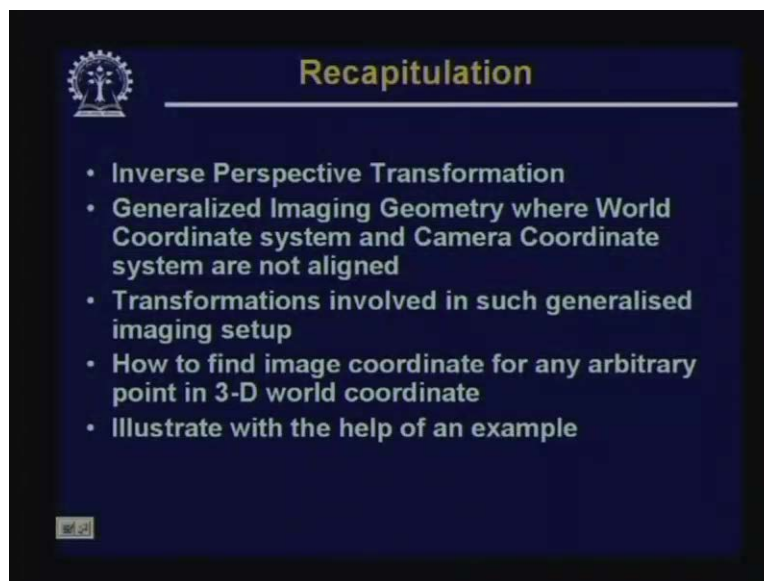 Recapitulation
• Inverse Perspective Transformation
• Generalized Imaging Geometry where World
Coordinate system and Camera Coordinate
system are not aligned
• Transformations involved in such generalised
imaging setup
• How to find image coordinate for any arbitrary
point in 3-D world coordinate
• Illustrate with the help of an example